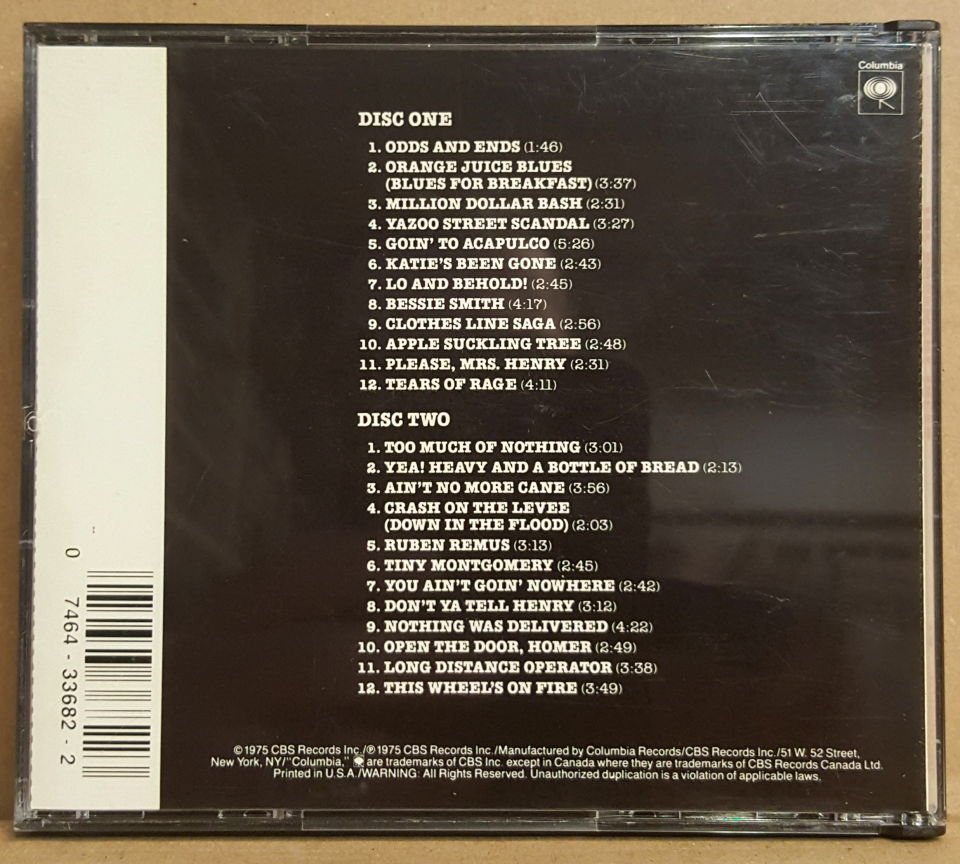 Columbia
DISC ONE
1. ODDS AND ENDS (1:46)
2. ORANGE JUICE BLUES
(BLUES FOR BREAKFAST) (3:37)
3. MILLION DOLLAR BASH (2:31)
4. YAZOO STREET SCANDAL (3:27)
5. GOIN' TO ACAPULCO (5:26)
6. KATIE'S BEEN GONE (2:43)
7. LO AND BEHOLD! (2:45)
8. BESSIE SMITH (4:17)
9. CLOTHES LINE SAGA (2:56)
10. APPLE SUCKLING TREE (2:48)
11. PLEASE, MRS. HENRY (2:31)
12. TEARS OF RAGE (4:11)
DISC TWO
1. TOO MUCH OF NOTHING (3:01)
2. YEA! HEAVY AND A BOTTLE OF BREAD (2:13)
3. AIN'T NO MORE CANE (3:56)
4. CRASH ON THE LEVEE
(DOWN IN THE FLOOD) (2:03)
5. RUBEN REMUS (3:13)
6. TINY MONTGOMERY (2:45)
7. YOU AIN'T GOIN' NOWHERE (2:42)
8. DON'T YA TELL HENRY (3:12)
9. NOTHING WAS DELIVERED (4:22)
10. OPEN THE DOOR, HOMER (2:49)
11. LONG DISTANCE OPERATOR (3:38)
12. THIS WHEEL'S ON FIRE (3:49)
0 7464-33682-2
©1975 CBS Records Inc./℗1975 CBS Records Inc./Manufactured by Columbia Records/CBS Records Inc./51 W. 52 Street,
New York, NY/"Columbia," are trademarks of CBS Inc. except in Canada where they are trademarks of CBS Records Canada Ltd.
Printed in U.S.A./WARNING: All Rights Reserved. Unauthorized duplication is a violation of applicable laws.